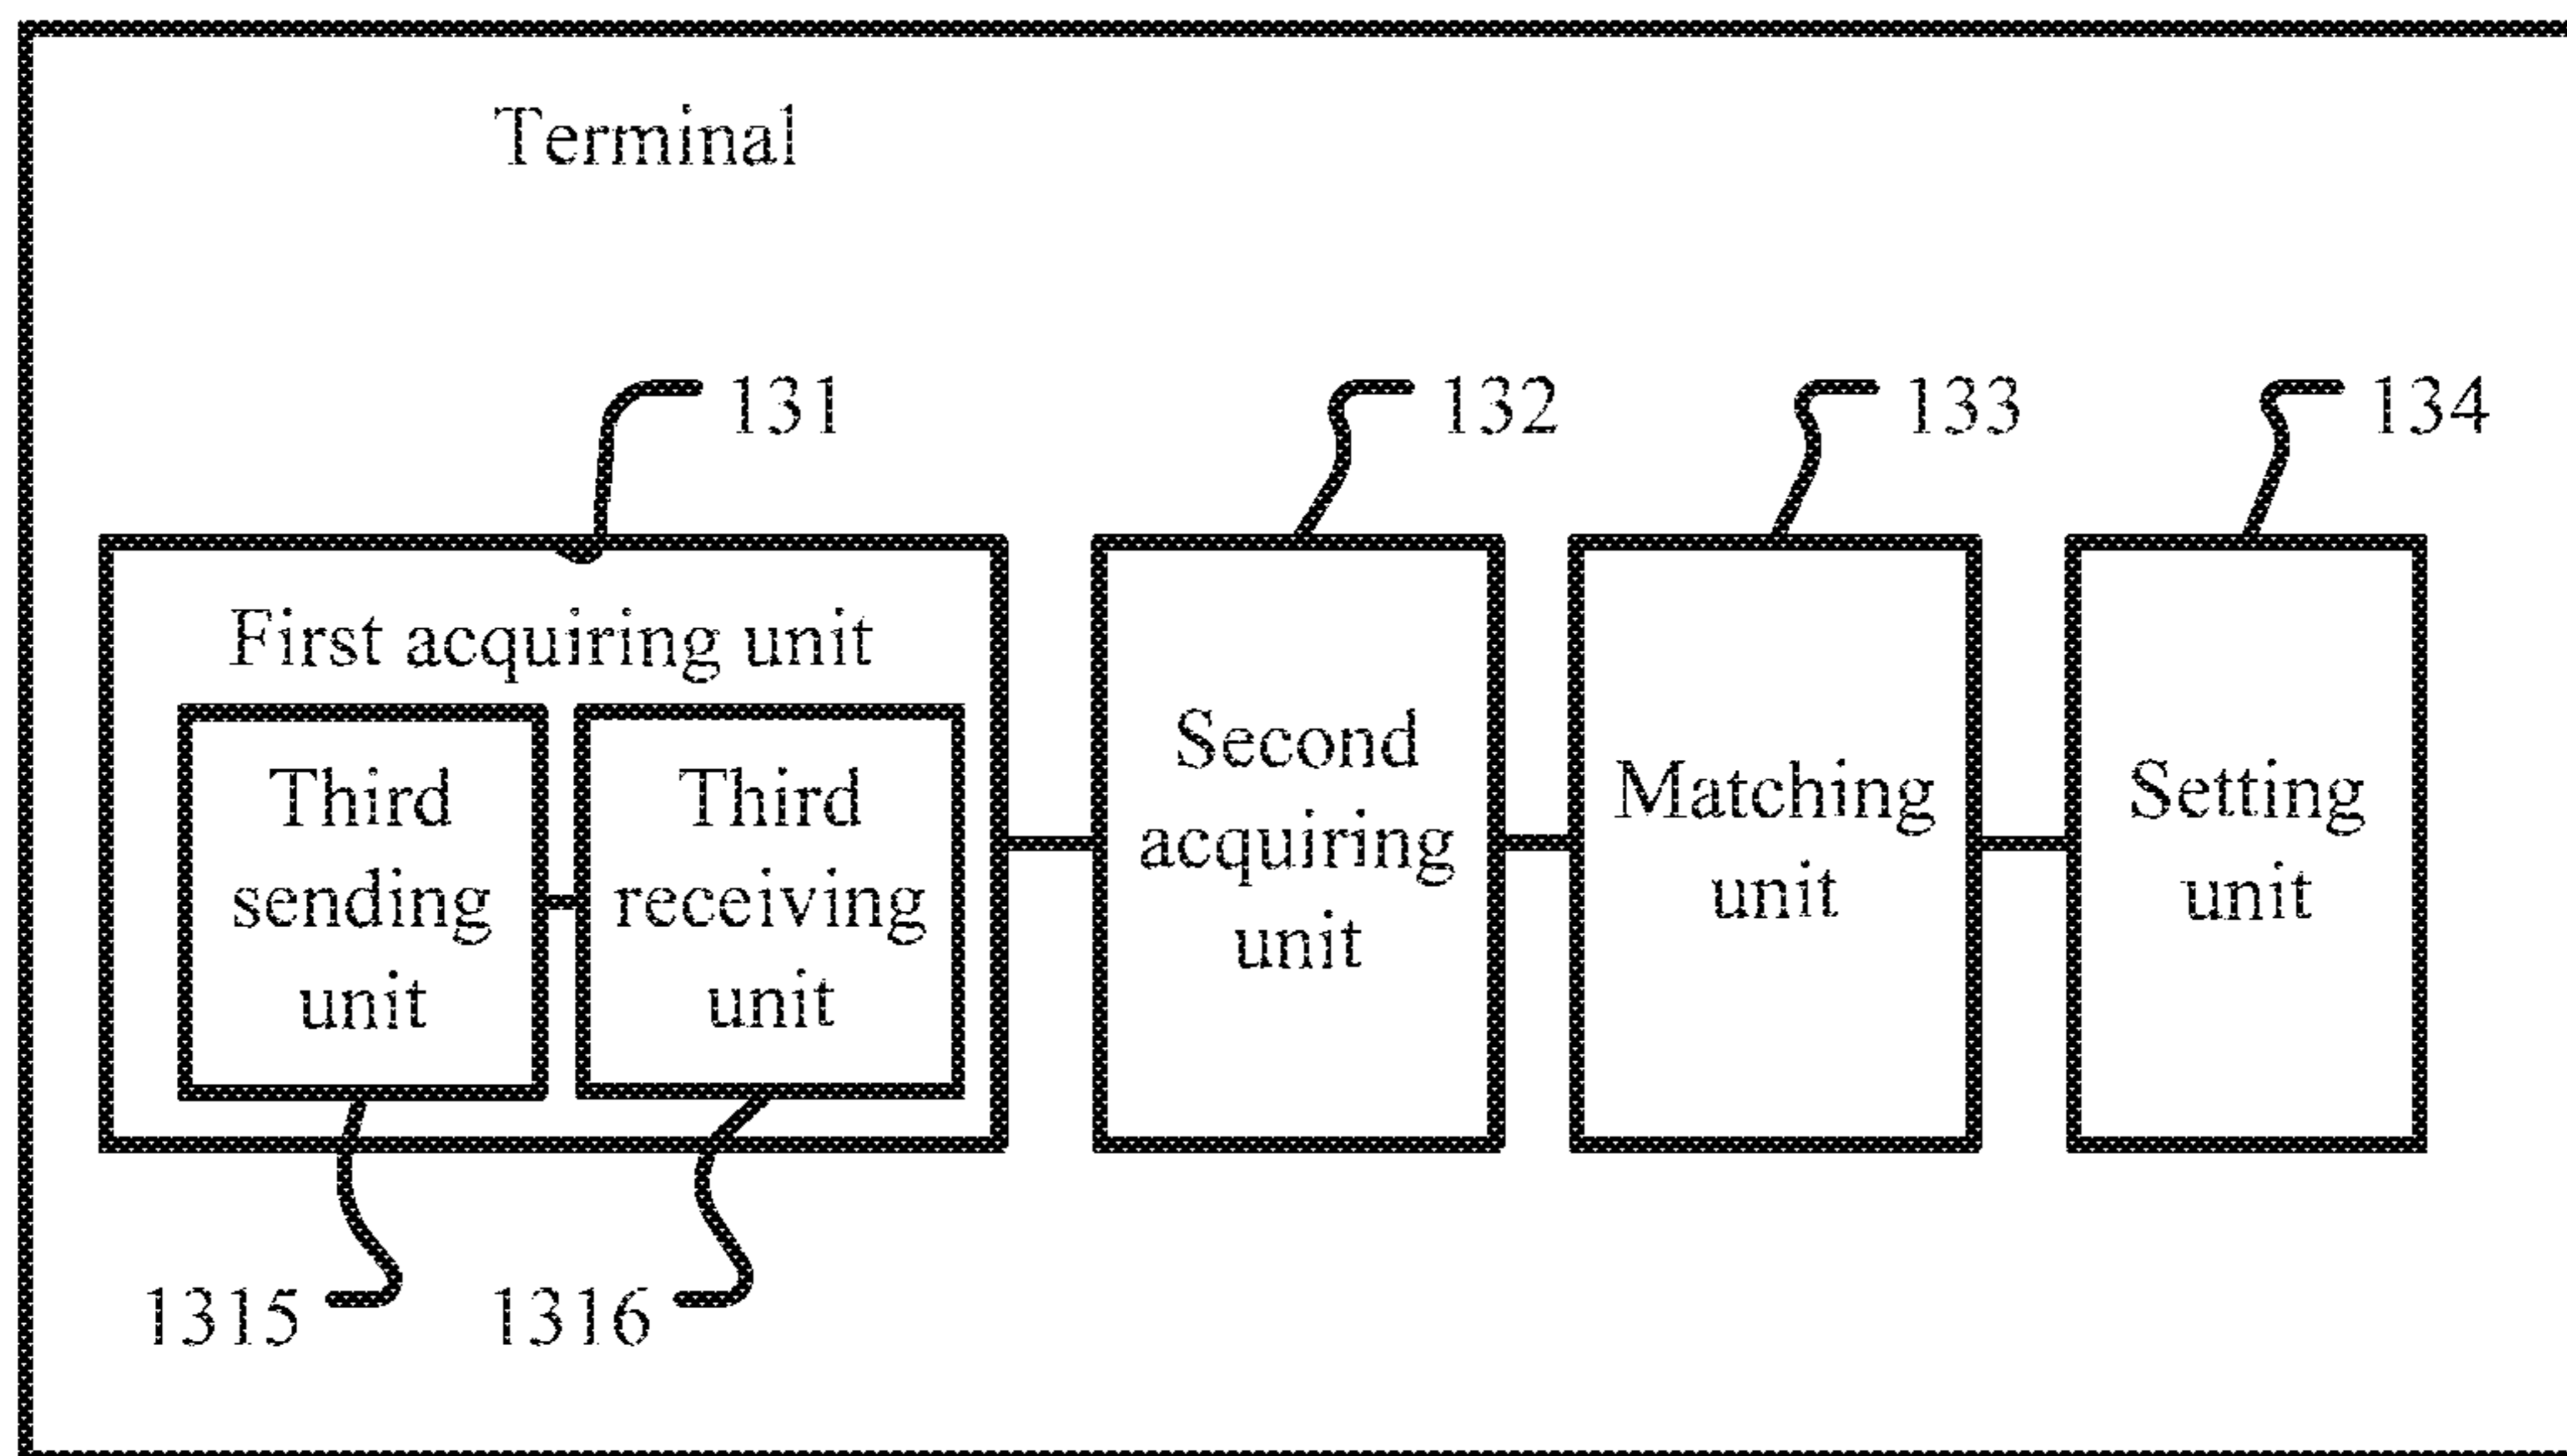 Terminal
131
132
133
134
First acquiring unit
Third
sending
unit
Third
receiving
unit
Second
acquiring
unit
Matching
unit
Setting
unit
1315
1316